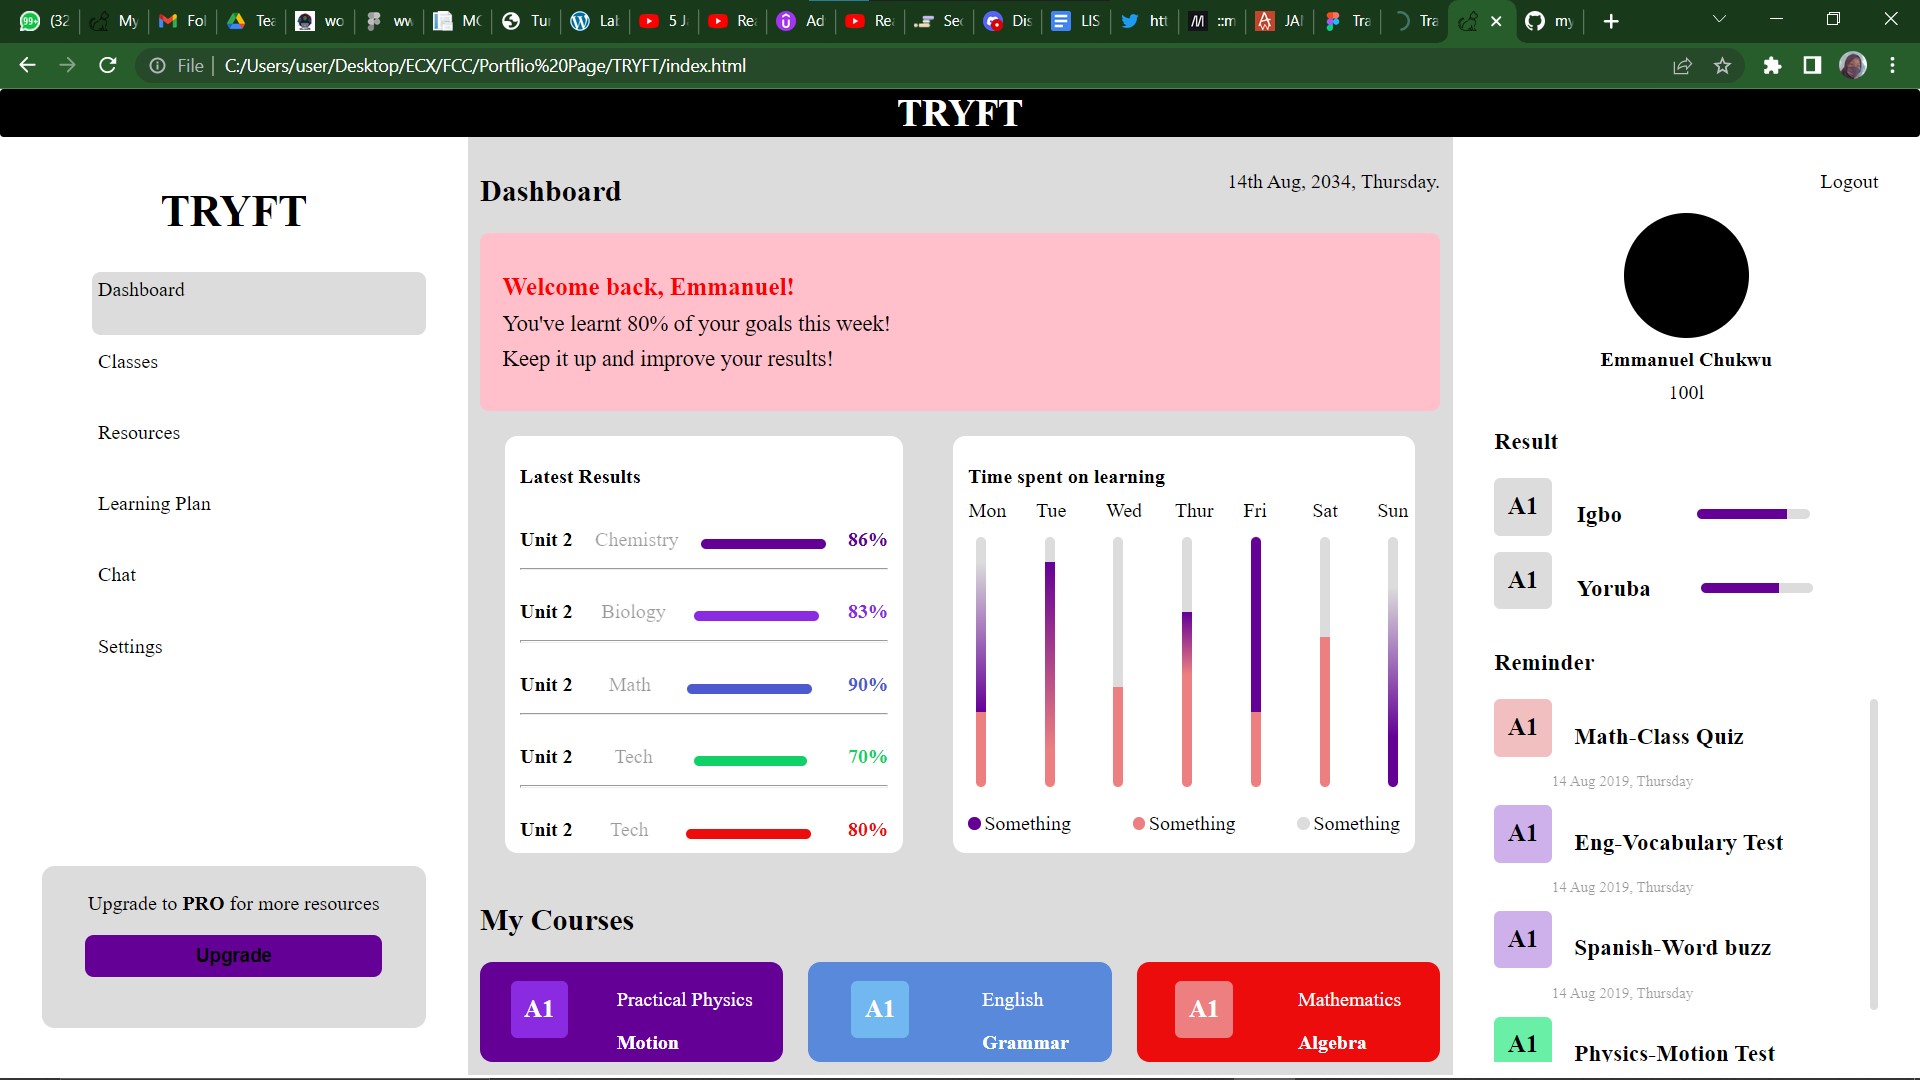 (32
My
Fol
Tea
wo
ww
MC
Tu
Lab
5 J
Re
Ad
Re
Sec
Dis
LIS
htt
::m
JAI
Tra
Tra
my
File
C:/Users/user/Desktop/ECX/FCC/Portflio%20Page/TRYFT/index.html
TRYFT
TRYFT
Dashboard
Classes
Resources
Learning Plan
Chat
Settings
Upgrade to PRO for more resources
Upgrade
Dashboard
14th Aug, 2034, Thursday.
Welcome back, Emmanuel!
You've learnt 80% of your goals this week!
Keep it up and improve your results!
Latest Results
Unit 2 Chemistry 86%
Unit 2 Biology 83%
Unit 2 Math 90%
Unit 2 Tech 70%
Unit 2 Tech 80%
Time spent on learning
Mon Tue Wed Thur Fri Sat Sun
Something Something Something
My Courses
A1 Practical Physics
Motion
A1 English
Grammar
A1 Mathematics
Algebra
Logout
Emmanuel Chukwu
100l
Result
A1 Igbo
A1 Yoruba
Reminder
A1 Math-Class Quiz
14 Aug 2019, Thursday
A1 Eng-Vocabulary Test
14 Aug 2019, Thursday
A1 Spanish-Word buzz
14 Aug 2019, Thursday
A1 Physics-Motion Test